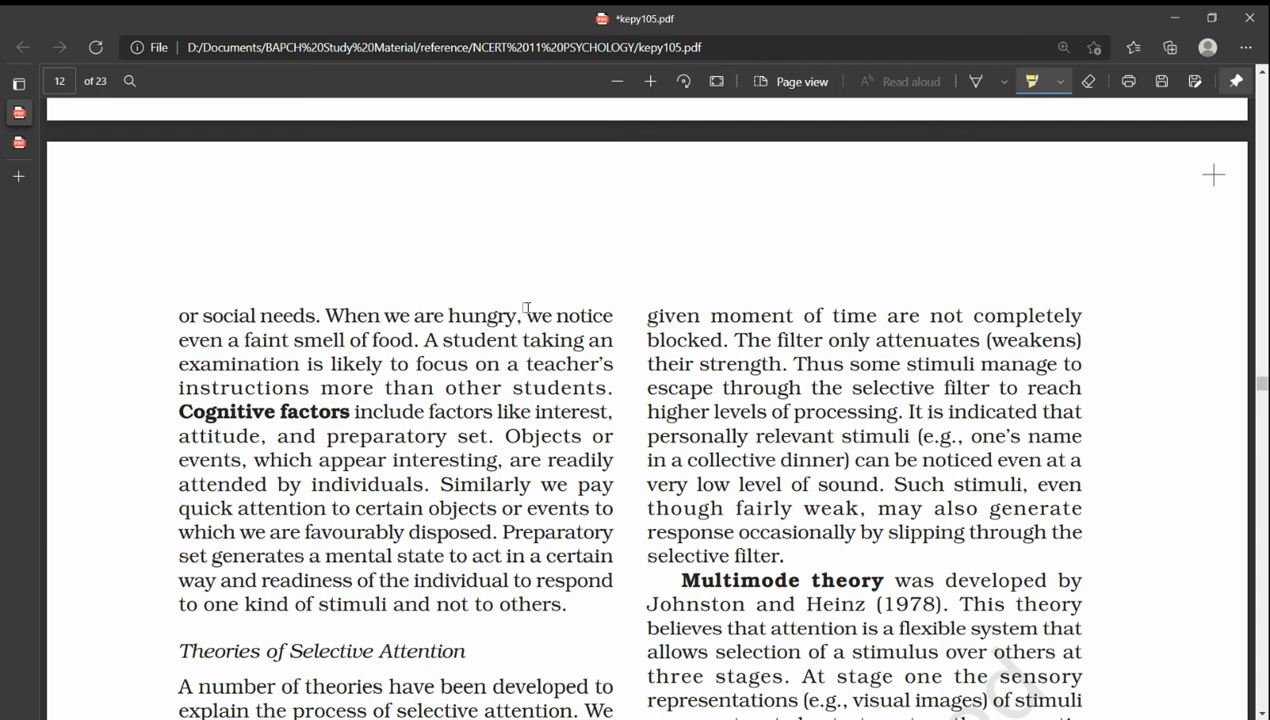 *kepy105.pdf
File
D:/Documents/BAPCH%20Study%20Material/reference/NCERT%2011%20PSYCHOLOGY/kepy105.pdf
12 of 23
Page view
Read aloud
or social needs. When we are hungry, we notice
even a faint smell of food. A student taking an
examination is likely to focus on a teacher's
instructions more than other students.
Cognitive factors include factors like interest,
attitude, and preparatory set. Objects or
events, which appear interesting, are readily
attended by individuals. Similarly we pay
quick attention to certain objects or events to
which we are favourably disposed. Preparatory
set generates a mental state to act in a certain
way and readiness of the individual to respond
to one kind of stimuli and not to others.
Theories of Selective Attention
A number of theories have been developed to
explain the process of selective attention. We
given moment of time are not completely
blocked. The filter only attenuates (weakens)
their strength. Thus some stimuli manage to
escape through the selective filter to reach
higher levels of processing. It is indicated that
personally relevant stimuli (e.g., one's name
in a collective dinner) can be noticed even at a
very low level of sound. Such stimuli, even
though fairly weak, may also generate
response occasionally by slipping through the
selective filter.
Multimode theory was developed by
Johnston and Heinz (1978). This theory
believes that attention is a flexible system that
allows selection of a stimulus over others at
three stages. At stage one the sensory
representations (e.g., visual images) of stimuli